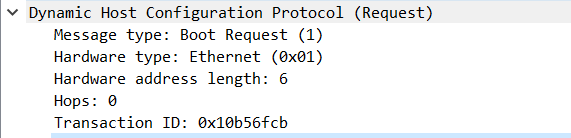 Dynamic Host Configuration Protocol (Request)
Message type: Boot Request (1)
Hardware type: Ethernet (0x01)
Hardware address length: 6
Hops: 0
Transaction ID: 0x10b56fcb